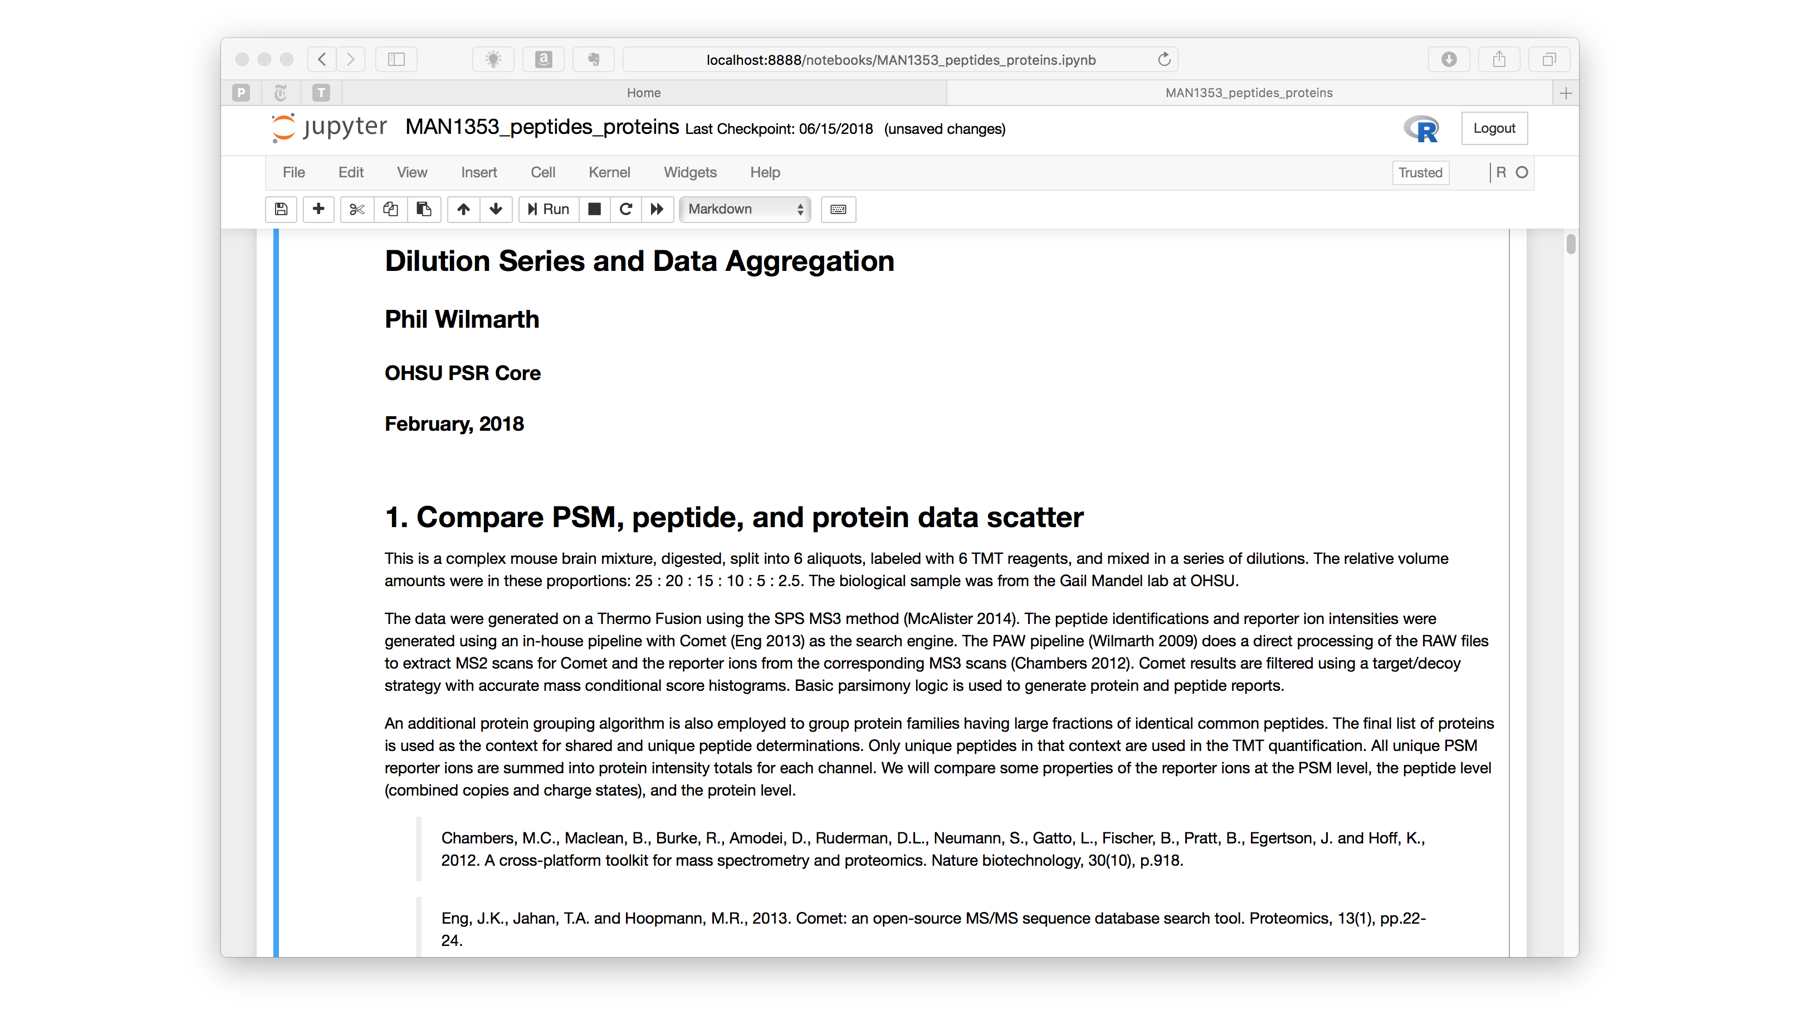 localhost:8888/notebooks/MAN1353_peptides_proteins.ipynb
P T Home MAN1353_peptides_proteins
jupyter MAN1353_peptides_proteins Last Checkpoint: 06/15/2018 (unsaved changes) R Logout
File Edit View Insert Cell Kernel Widgets Help Trusted R
Run Markdown
Dilution Series and Data Aggregation
Phil Wilmarth
OHSU PSR Core
February, 2018
1. Compare PSM, peptide, and protein data scatter
This is a complex mouse brain mixture, digested, split into 6 aliquots, labeled with 6 TMT reagents, and mixed in a series of dilutions. The relative volume
amounts were in these proportions: 25 : 20 : 15 : 10 : 5 : 2.5. The biological sample was from the Gail Mandel lab at OHSU.
The data were generated on a Thermo Fusion using the SPS MS3 method (McAlister 2014). The peptide identifications and reporter ion intensities were
generated using an in-house pipeline with Comet (Eng 2013) as the search engine. The PAW pipeline (Wilmarth 2009) does a direct processing of the RAW files
to extract MS2 scans for Comet and the reporter ions from the corresponding MS3 scans (Chambers 2012). Comet results are filtered using a target/decoy
strategy with accurate mass conditional score histograms. Basic parsimony logic is used to generate protein and peptide reports.
An additional protein grouping algorithm is also employed to group protein families having large fractions of identical common peptides. The final list of proteins
is used as the context for shared and unique peptide determinations. Only unique peptides in that context are used in the TMT quantification. All unique PSM
reporter ions are summed into protein intensity totals for each channel. We will compare some properties of the reporter ions at the PSM level, the peptide level
(combined copies and charge states), and the protein level.
Chambers, M.C., Maclean, B., Burke, R., Amodei, D., Ruderman, D.L., Neumann, S., Gatto, L., Fischer, B., Pratt, B., Egertson, J. and Hoff, K.,
2012. A cross-platform toolkit for mass spectrometry and proteomics. Nature biotechnology, 30(10), p.918.
Eng, J.K., Jahan, T.A. and Hoopmann, M.R., 2013. Comet: an open-source MS/MS sequence database search tool. Proteomics, 13(1), pp.22-
24.